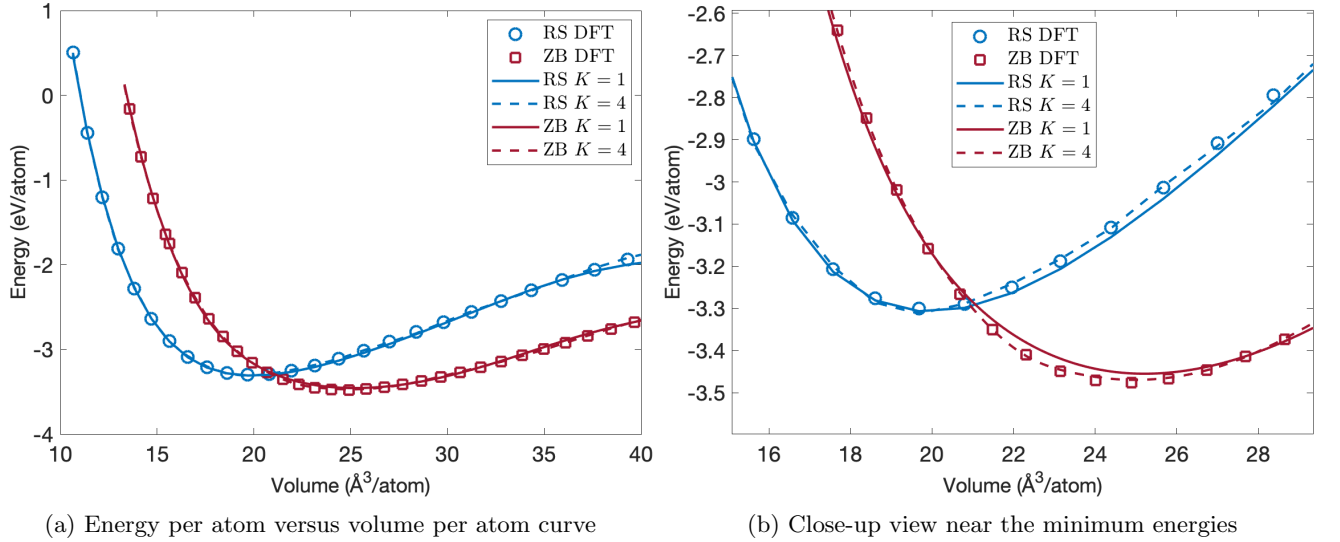 1
0
-1
-2
-3
-4
Energy (eV/atom)
10 15 20 25 30 35 40
Volume (Å³/atom)
RS DFT
ZB DFT
RS K = 1
RS K = 4
ZB K = 1
ZB K = 4
(a) Energy per atom versus volume per atom curve
-2.6
-2.7
-2.8
-2.9
-3
-3.1
-3.2
-3.3
-3.4
-3.5
Energy (eV/atom)
16 18 20 22 24 26 28
Volume (Å³/atom)
RS DFT
ZB DFT
RS K = 1
RS K = 4
ZB K = 1
ZB K = 4
(b) Close-up view near the minimum energies